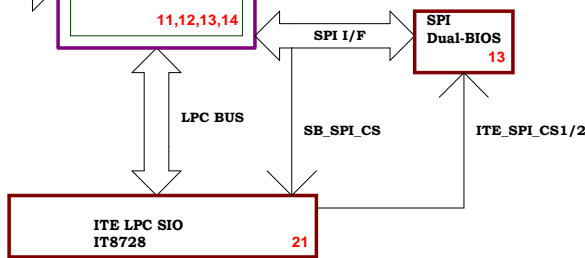 11,12,13,14
SPI I/F
SPI
Dual-BIOS
13
LPC BUS
SB_SPI_CS
ITE_SPI_CS1/2
ITE LPC SIO
IT8728
21